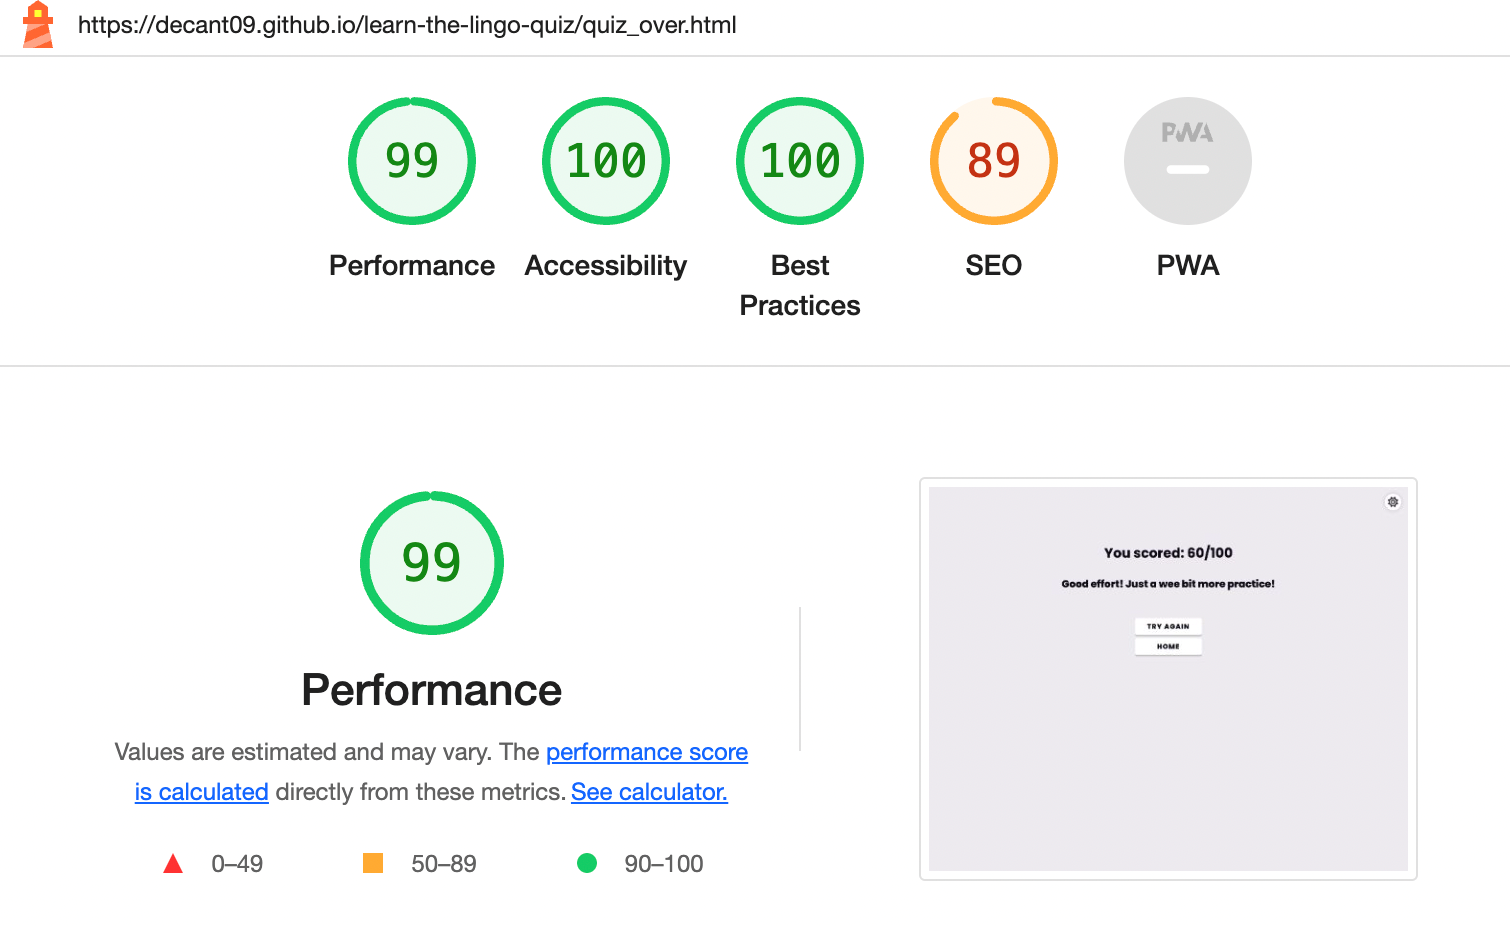 https://decant09.github.io/learn-the-lingo-quiz/quiz_over.html
99
100
100
89
PWA
Performance
Accessibility
Best
Practices
SEO
PWA
99
Performance
Values are estimated and may vary. The performance score
is calculated directly from these metrics. See calculator.
0–49
50–89
90–100
You scored: 60/100
Good effort! Just a wee bit more practice!
TRY AGAIN
HOME